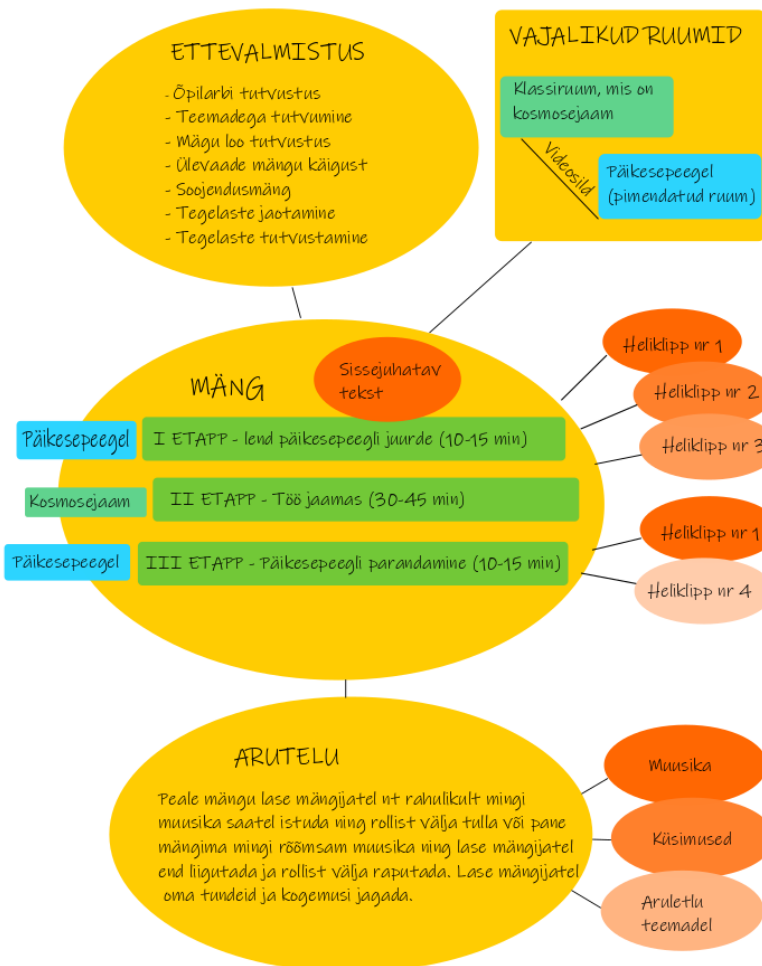 ETTEVALMISTUS
- Õpilarbi tutvustus
- Teemadega tutvumine
- Mägu loo tutvustus
- Ülevaade mängu käigust
- Soojendusmäng
- Tegelaste jaotamine
- Tegelaste tutvustamine
VAJALIKUD RUUMID
Klassiruum, mis on
kosmosejaam
Videosild
Päikesepeegel
(pimendatud ruum)
MÄNG
Sissejuhatav
tekst
Päikesepeegel
I ETAPP - lend päikesepeegli juurde (10-15 min)
Kosmosejaam
II ETAPP - Töö jaamas (30-45 min)
Päikesepeegel
III ETAPP - Päikesepeegli parandamine (10-15 min)
Heliklipp nr 1
Heliklipp nr 2
Heliklipp nr 3
Heliklipp nr 1
Heliklipp nr 4
ARUTELU
Peale mängu lase mängijatel nt rahulikult mingi
muusika saatel istuda ning rollist välja tulla või pane
mängima mingi rõõmsam muusika ning lase mängijatel
end liigutada ja rollist välja raputada. Lase mängijatel
oma tundeid ja kogemusi jagada.
Muusika
Küsimused
Aruletlu
teemadel